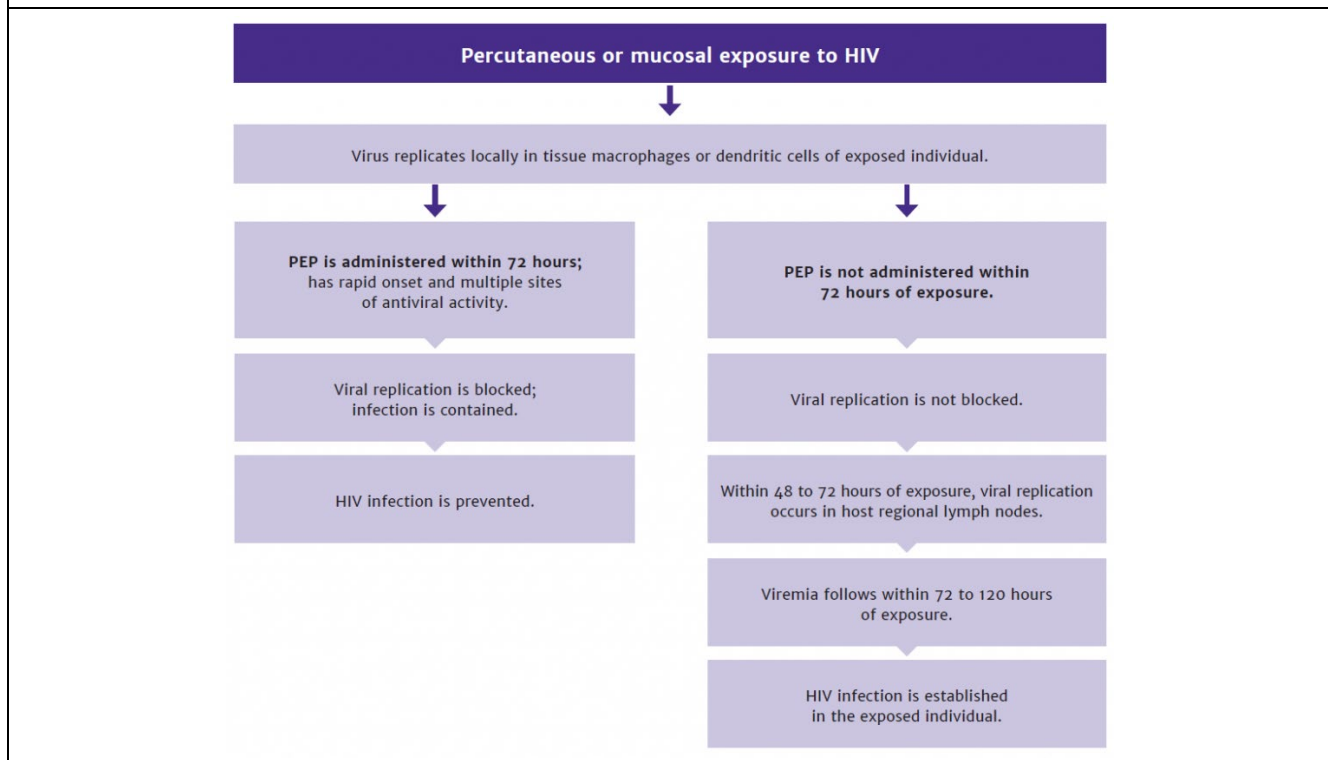 Percutaneous or mucosal exposure to HIV
Virus replicates locally in tissue macrophages or dendritic cells of exposed individual.
PEP is administered within 72 hours;
has rapid onset and multiple sites
of antiviral activity.
Viral replication is blocked;
infection is contained.
HIV infection is prevented.
PEP is not administered within
72 hours of exposure.
Viral replication is not blocked.
Within 48 to 72 hours of exposure, viral replication
occurs in host regional lymph nodes.
Viremia follows within 72 to 120 hours
of exposure.
HIV infection is established
in the exposed individual.